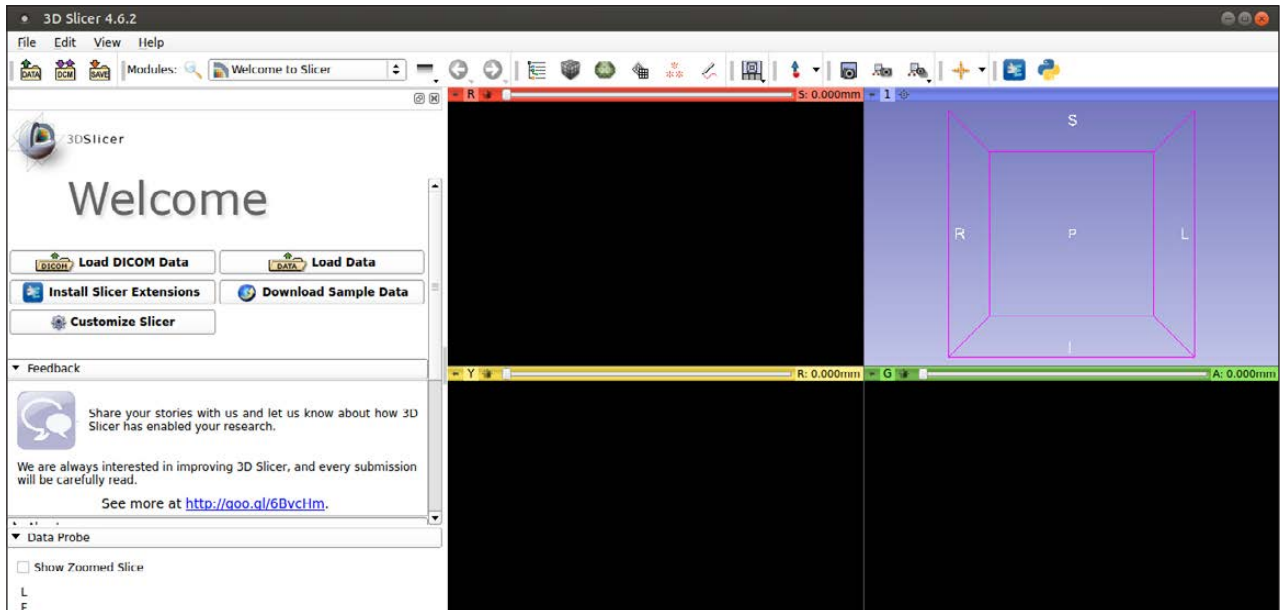 3D Slicer 4.6.2
File Edit View Help
DATA DCM SAVE Modules: Welcome to Slicer
R S: 0.000mm 1
3DSlicer
Welcome
S
R P L
I
DICOM Load DICOM Data DATA Load Data
Install Slicer Extensions Download Sample Data
Customize Slicer
Feedback
Y R: 0.000mm G A: 0.000mm
Share your stories with us and let us know about how 3D
Slicer has enabled your research.
We are always interested in improving 3D Slicer, and every submission
will be carefully read.
See more at http://goo.gl/6BvcHm.
Data Probe
Show Zoomed Slice
L
F